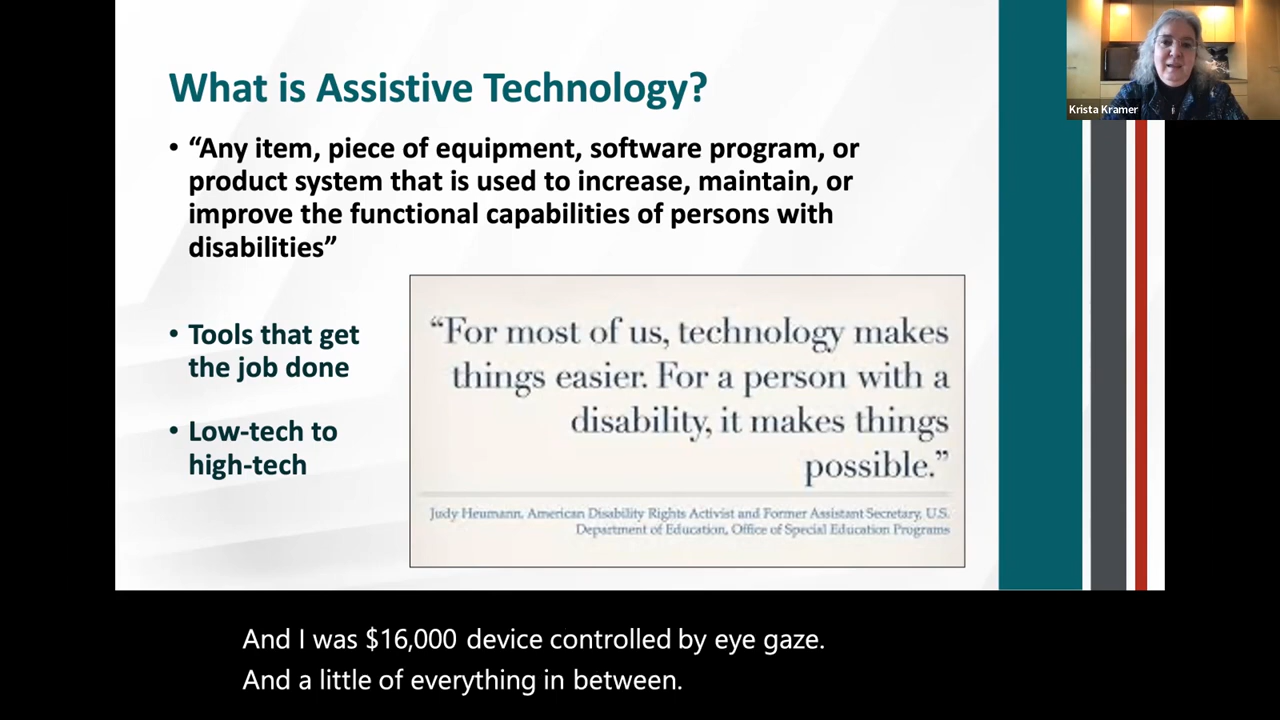 What is Assistive Technology?
Krista Kramer
• “Any item, piece of equipment, software program, or
product system that is used to increase, maintain, or
improve the functional capabilities of persons with
disabilities”
• Tools that get
the job done
• Low-tech to
high-tech
“For most of us, technology makes
things easier. For a person with a
disability, it makes things
possible.”
Judy Heumann, American Disability Rights Activist and Former Assistant Secretary, U.S.
Department of Education, Office of Special Education Programs
And I was $16,000 device controlled by eye gaze.
And a little of everything in between.